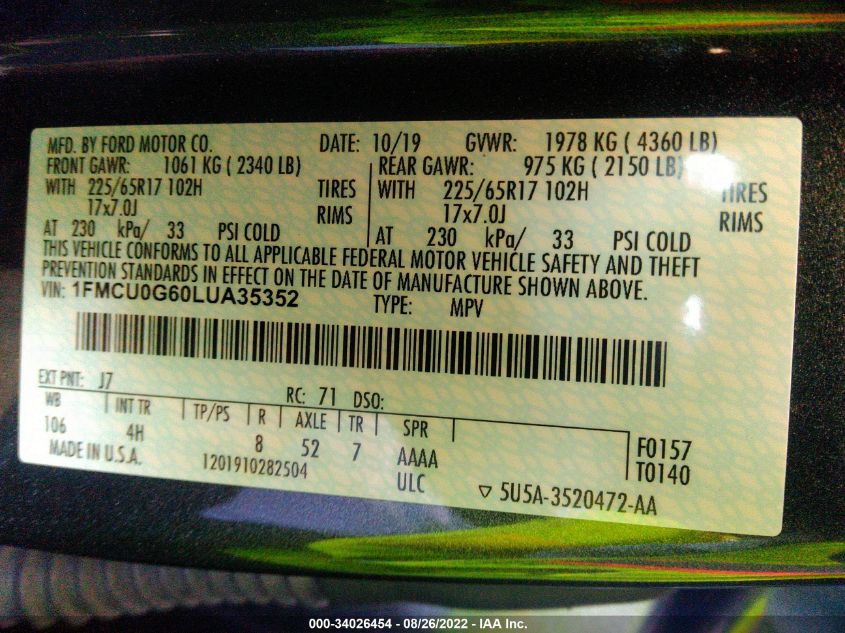 MFD. BY FORD MOTOR CO. DATE: 10/19 GVWR: 1978 KG ( 4360 LB)
FRONT GAWR: 1061 KG ( 2340 LB) REAR GAWR: 975 KG ( 2150 LB)
WITH 225/65R17 102H TIRES WITH 225/65R17 102H TIRES
17x7.0J RIMS 17x7.0J RIMS
AT 230 kPa/ 33 PSI COLD AT 230 kPa/ 33 PSI COLD
THIS VEHICLE CONFORMS TO ALL APPLICABLE FEDERAL MOTOR VEHICLE SAFETY AND THEFT
PREVENTION STANDARDS IN EFFECT ON THE DATE OF MANUFACTURE SHOWN ABOVE.
VIN: 1FMCU0G60LUA35352 TYPE: MPV
EXT PNT: J7 RC: 71 DSO:
WB INT TR TP/PS R AXLE TR SPR
106 4H 8 52 7 AAAA F0157
MADE IN U.S.A. 1201910282504 ULC T0140
5U5A-3520472-AA
000-34026454 - 08/26/2022 - IAA Inc.